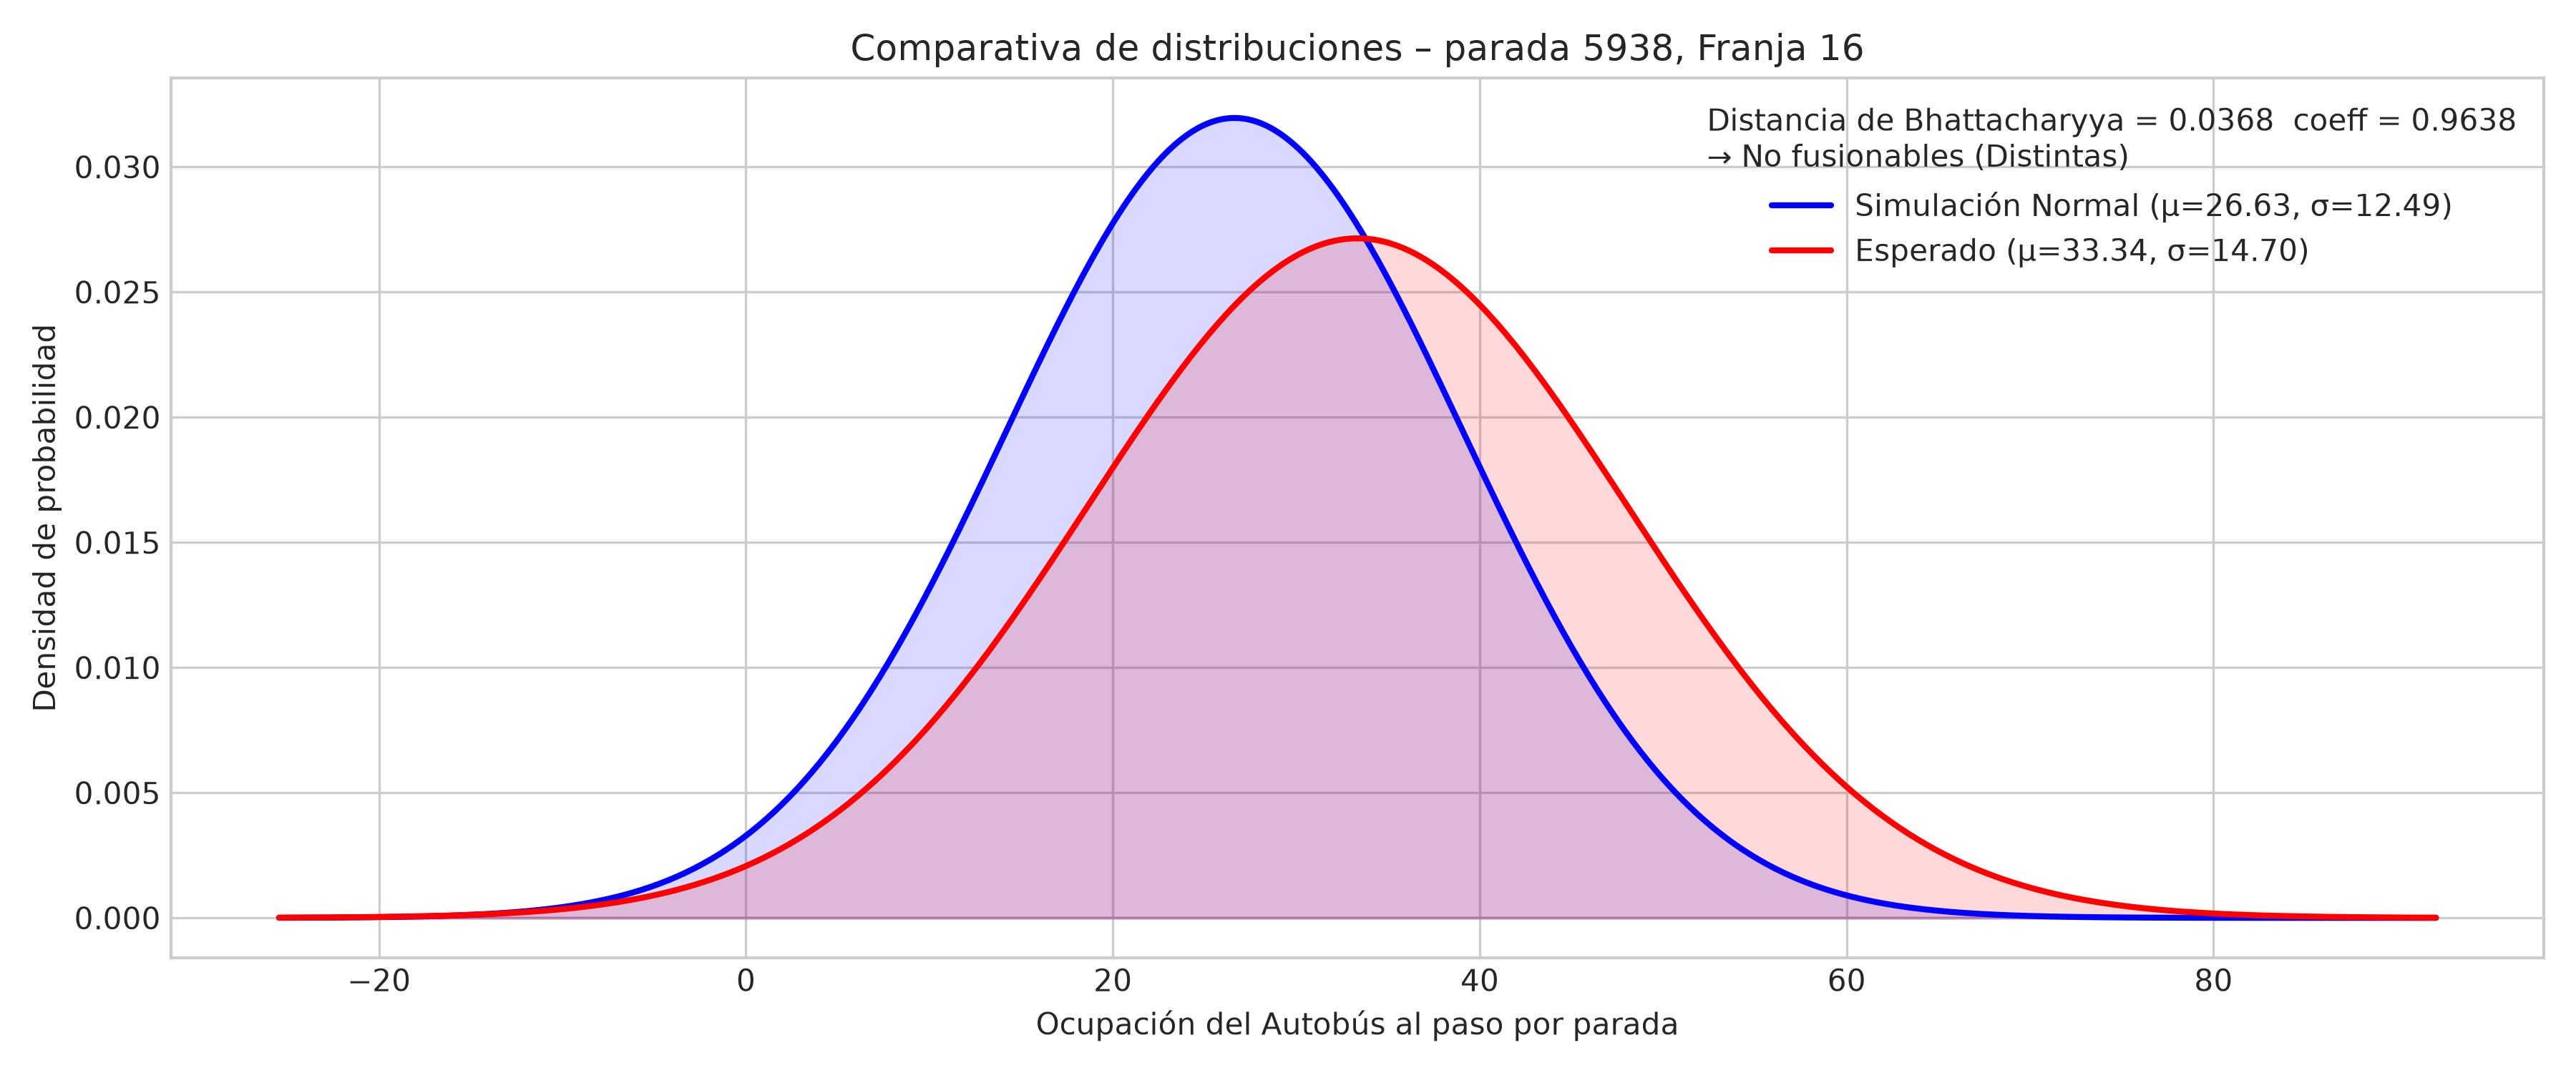 Comparativa de distribuciones – parada 5938, Franja 16
Distancia de Bhattacharyya = 0.0368  coeff = 0.9638
→ No fusionables (Distintas)
Simulación Normal (μ=26.63, σ=12.49)
Esperado (μ=33.34, σ=14.70)
Densidad de probabilidad
0.030
0.025
0.020
0.015
0.010
0.005
0.000
−20 0 20 40 60 80
Ocupación del Autobús al paso por parada